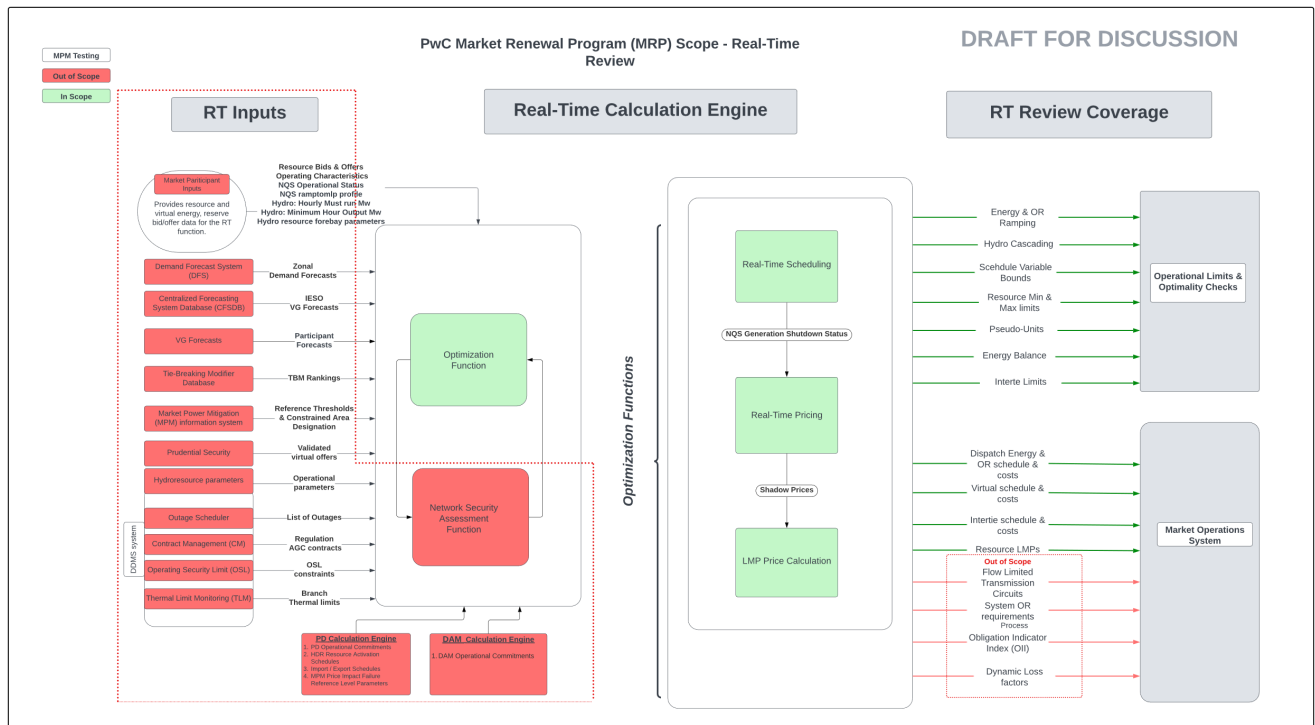 PwC Market Renewal Program (MRP) Scope - Real-Time
Review
DRAFT FOR DISCUSSION
MPM Testing
Out of Scope
In Scope
RT Inputs
Real-Time Calculation Engine
RT Review Coverage
Market Participant
Inputs
Provides resource and
virtual energy, reserve
bid/offer data for the RT
function.
Resource Bids & Offers
Operating Characteristics
NQS Operational Status
NQS ramptomlp profile
Hydro: Hourly Must run Mw
Hydro: Minimum Hour Output Mw
Hydro resource forebay parameters
Demand Forecast System
(DFS)
Zonal
Demand Forecasts
Centralized Forecasting
System Database (CFSDB)
IESO
VG Forecasts
VG Forecasts
Participant
Forecasts
Tie-Breaking Modifier
Database
TBM Rankings
Market Power Mitigation
(MPM) information system
Reference Thresholds
& Constrained Area
Designation
Prudential Security
Validated
virtual offers
Hydroresource parameters
Operational
parameters
Outage Scheduler
List of Outages
DDMS system
Contract Management (CM)
Regulation
AGC contracts
Operating Security Limit (OSL)
OSL
constraints
Thermal Limit Monitoring (TLM)
Branch
Thermal limits
Optimization
Function
Network Security
Assessment
Function
PD Calculation Engine
1. PD Operational Commitments
2. HDR Resource Activation
Schedules
3. Import / Export Schedules
4. MPM Price Impact Failure
Reference Level Parameters
DAM Calculation Engine
1. DAM Operational Commitments
Optimization Functions
Real-Time Scheduling
NQS Generation Shutdown Status
Real-Time Pricing
Shadow Prices
LMP Price Calculation
Energy & OR
Ramping
Hydro Cascading
Scehdule Variable
Bounds
Resource Min &
Max limits
Pseudo-Units
Energy Balance
Interte Limits
Operational Limits &
Optimality Checks
Dispatch Energy &
OR schedule &
costs
Virtual schedule &
costs
Intertie schedule &
costs
Resource LMPs
Out of Scope
Flow Limited
Transmission
Circuits
System OR
requirements
Process
Obligation Indicator
Index (OII)
Dynamic Loss
factors
Market Operations
System